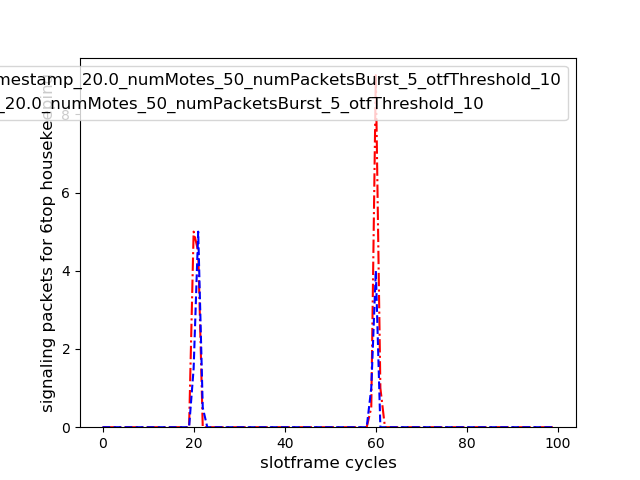 mestamp_20.0_numMotes_50_numPacketsBurst_5_otfThreshold_10
_20.0_numMotes_50_numPacketsBurst_5_otfThreshold_10
signaling packets for 6top housekeeping
8
6
4
2
0
0 20 40 60 80 100
slotframe cycles